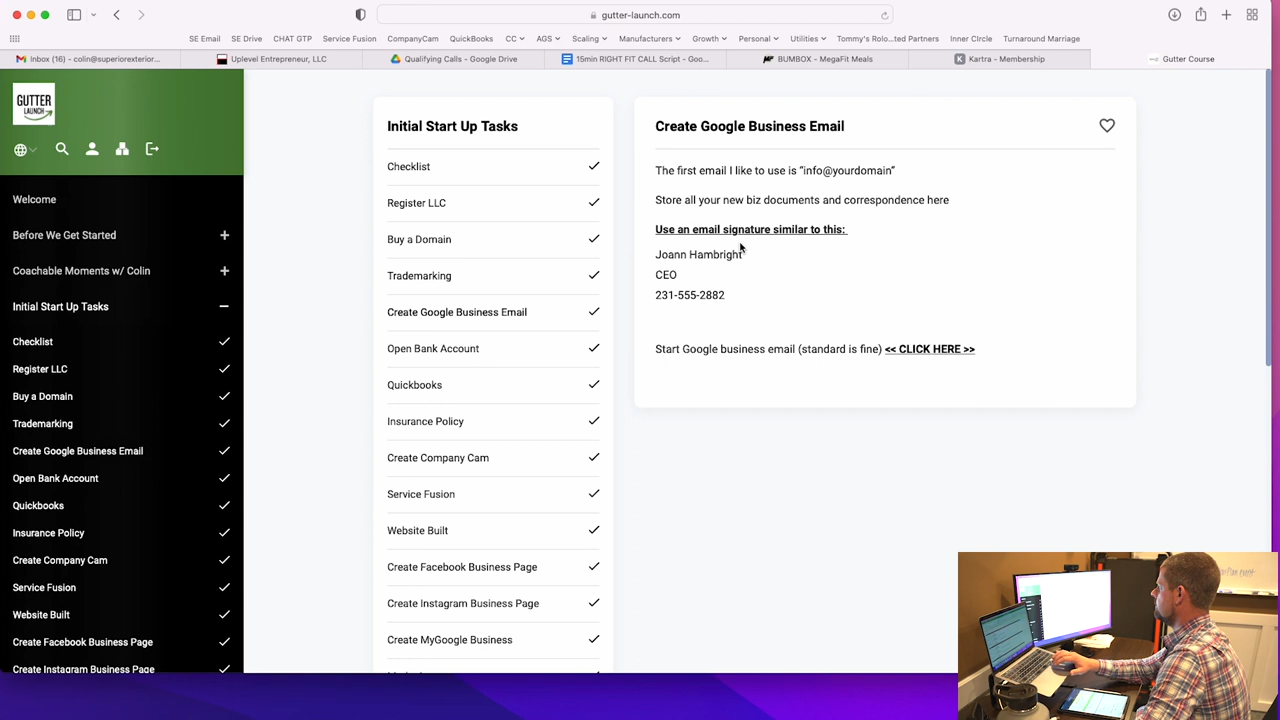 gutter-launch.com
SE Email SE Drive CHAT GTP Service Fusion CompanyCam QuickBooks CC AGS Scaling Manufacturers Growth Personal Utilities Tommy's Rolo...ted Partners Inner CIrcle Turnaround Marriage
Inbox (16) - colin@superiorexterior... Uplevel Entrepreneur, LLC Qualifying Calls - Google Drive 15min RIGHT FIT CALL Script - Goo... BUMBOX - MegaFit Meals Kartra - Membership Gutter Course
GUTTER
LAUNCH
Welcome
Before We Get Started
Coachable Moments w/ Colin
Initial Start Up Tasks
Checklist
Register LLC
Buy a Domain
Trademarking
Create Google Business Email
Open Bank Account
Quickbooks
Insurance Policy
Create Company Cam
Service Fusion
Website Built
Create Facebook Business Page
Create Instagram Business Page
Initial Start Up Tasks
Checklist
Register LLC
Buy a Domain
Trademarking
Create Google Business Email
Open Bank Account
Quickbooks
Insurance Policy
Create Company Cam
Service Fusion
Website Built
Create Facebook Business Page
Create Instagram Business Page
Create MyGoogle Business
Create Google Business Email
The first email I like to use is “info@yourdomain”
Store all your new biz documents and correspondence here
Use an email signature similar to this:
Joann Hambright
CEO
231-555-2882
Start Google business email (standard is fine) << CLICK HERE >>